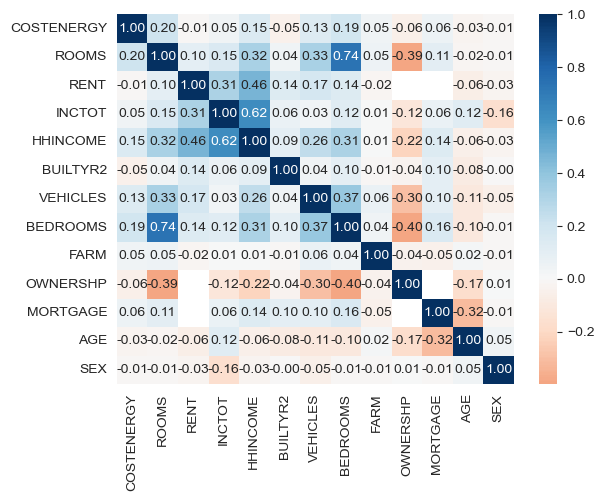 COSTENERGY 1.00 0.20 -0.01 0.05 0.15 -0.05 0.13 0.19 0.05 -0.06 0.06 -0.03 -0.01
ROOMS 0.20 1.00 0.10 0.15 0.32 0.04 0.33 0.74 0.05 -0.39 0.11 -0.02 -0.01
RENT -0.01 0.10 1.00 0.31 0.46 0.14 0.17 0.14 -0.02 -0.06 -0.03
INCTOT 0.05 0.15 0.31 1.00 0.62 0.06 0.03 0.12 0.01 -0.12 0.06 0.12 -0.16
HHINCOME 0.15 0.32 0.46 0.62 1.00 0.09 0.26 0.31 0.01 -0.22 0.14 -0.06 -0.03
BUILTYR2 -0.05 0.04 0.14 0.06 0.09 1.00 0.04 0.10 -0.01 -0.04 0.10 -0.08 -0.00
VEHICLES 0.13 0.33 0.17 0.03 0.26 0.04 1.00 0.37 0.06 -0.30 0.10 -0.11 -0.05
BEDROOMS 0.19 0.74 0.14 0.12 0.31 0.10 0.37 1.00 0.04 -0.40 0.16 -0.10 -0.01
FARM 0.05 0.05 -0.02 0.01 0.01 -0.01 0.06 0.04 1.00 -0.04 -0.05 0.02 -0.01
OWNERSHP -0.06 -0.39 -0.12 -0.22 -0.04 -0.30 -0.40 -0.04 1.00 -0.17 0.01
MORTGAGE 0.06 0.11 0.06 0.14 0.10 0.10 0.16 -0.05 1.00 -0.32 -0.01
AGE -0.03 -0.02 -0.06 0.12 -0.06 -0.08 -0.11 -0.10 0.02 -0.17 -0.32 1.00 0.05
SEX -0.01 -0.01 -0.03 -0.16 -0.03 -0.00 -0.05 -0.01 -0.01 0.01 -0.01 0.05 1.00
COSTENERGY
ROOMS
RENT
INCTOT
HHINCOME
BUILTYR2
VEHICLES
BEDROOMS
FARM
OWNERSHP
MORTGAGE
AGE
SEX
1.0
0.8
0.6
0.4
0.2
0.0
−0.2